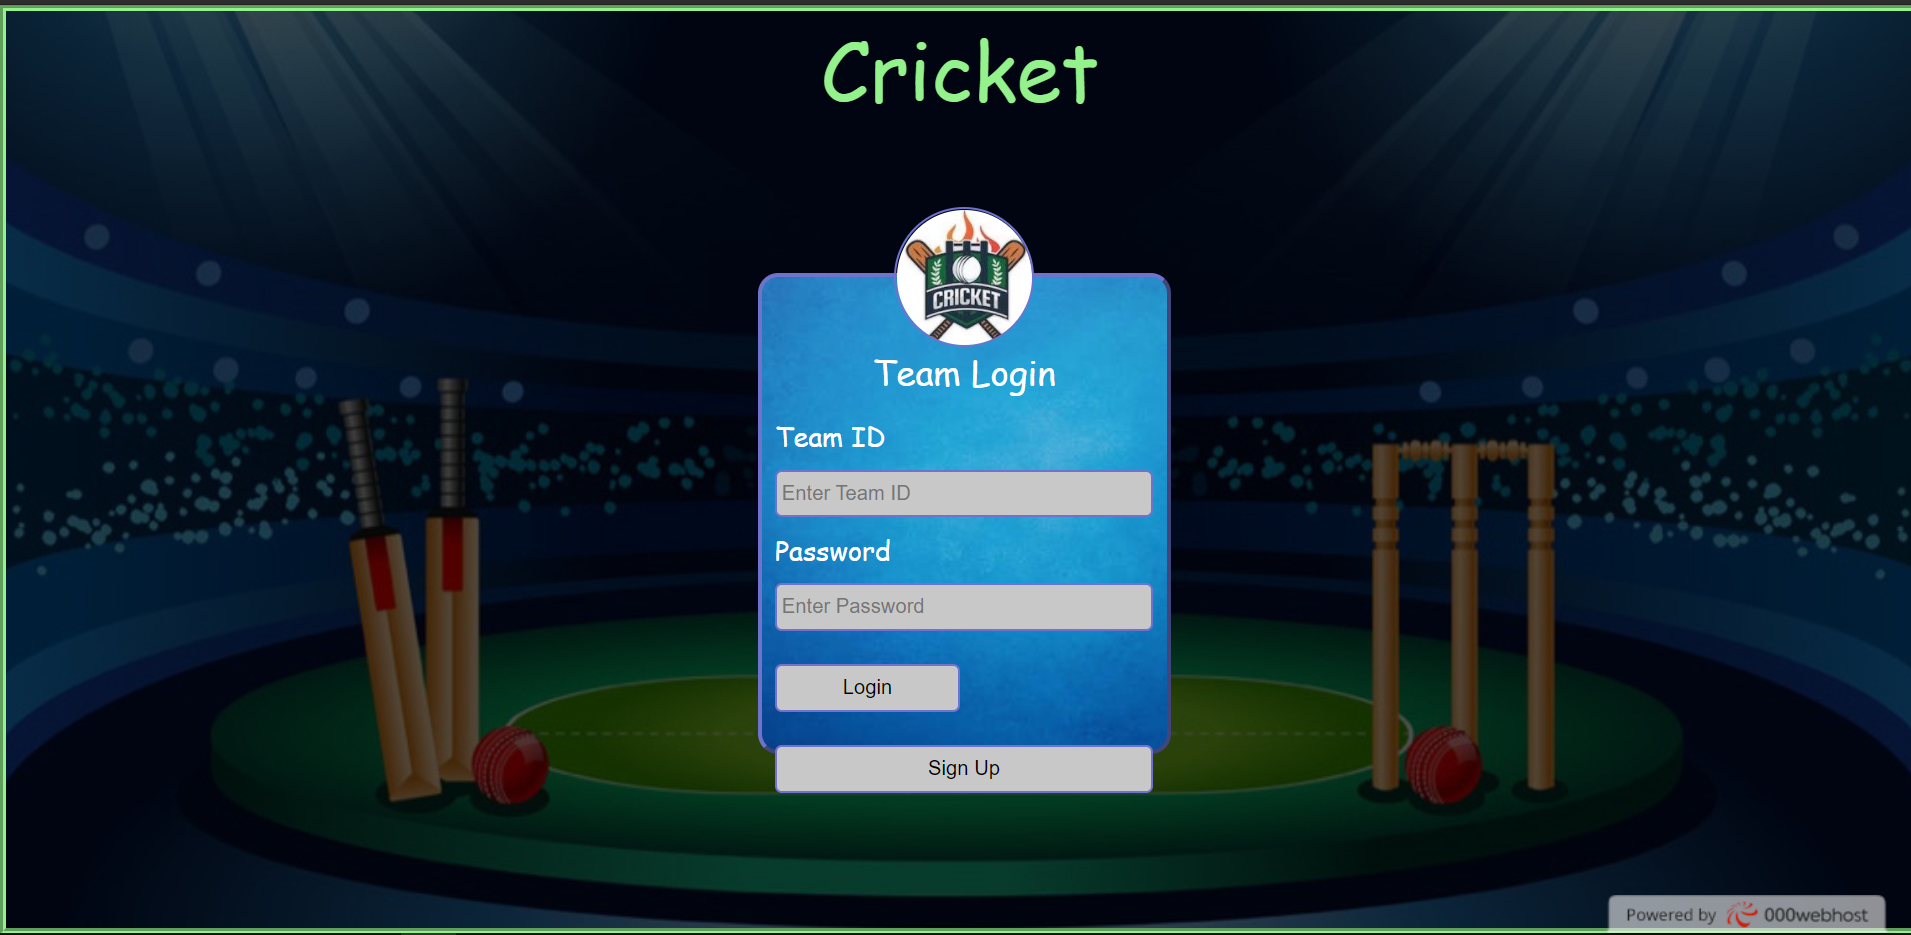 Cricket
CRICKET
Team Login
Team ID
Enter Team ID
Password
Enter Password
Login
Sign Up
Powered by 000webhost